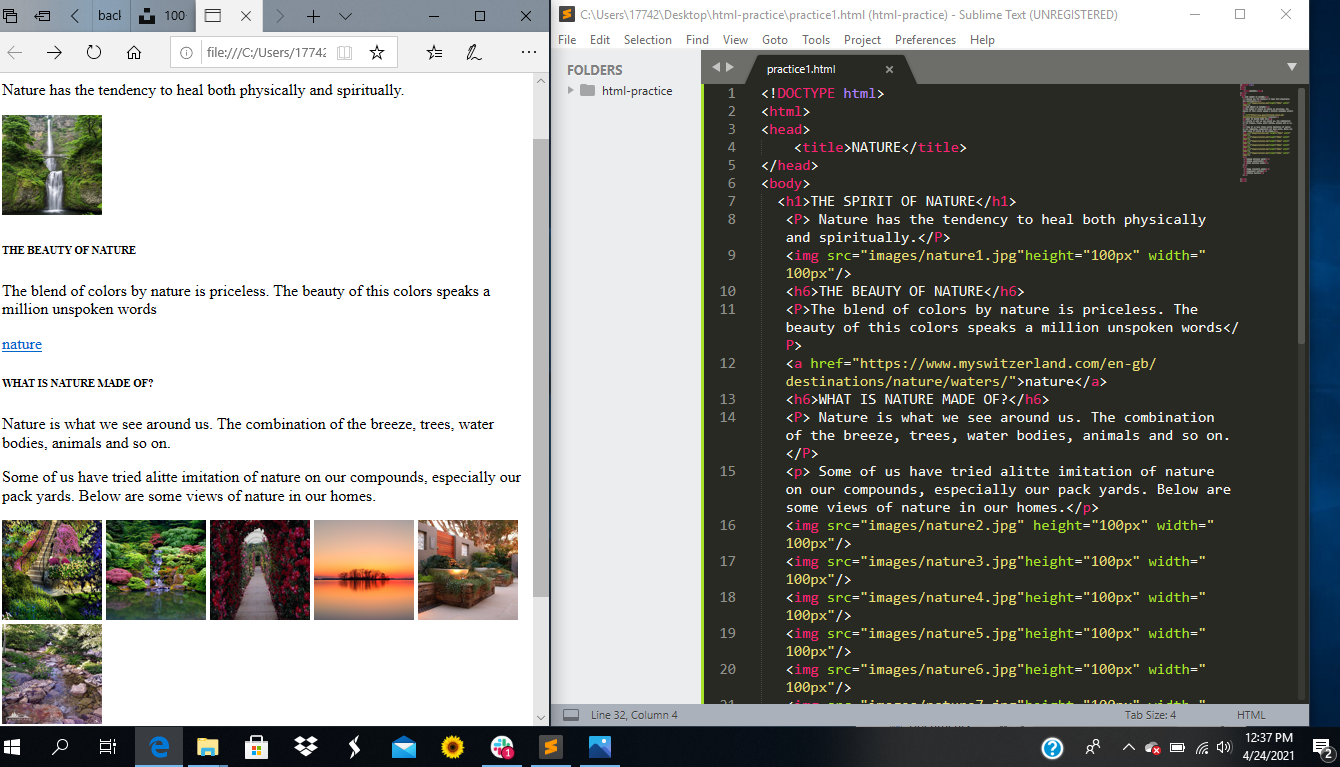 back
100
file:///C:/Users/17742
Nature has the tendency to heal both physically and spiritually.
THE BEAUTY OF NATURE
The blend of colors by nature is priceless. The beauty of this colors speaks a
million unspoken words
nature
WHAT IS NATURE MADE OF?
Nature is what we see around us. The combination of the breeze, trees, water
bodies, animals and so on.
Some of us have tried alitte imitation of nature on our compounds, especially our
pack yards. Below are some views of nature in our homes.
C:\Users\17742\Desktop\html-practice\practice1.html (html-practice) - Sublime Text (UNREGISTERED)
File Edit Selection Find View Goto Tools Project Preferences Help
FOLDERS
html-practice
practice1.html
1 <!DOCTYPE html>
2 <html>
3 <head>
4 <title>NATURE</title>
5 </head>
6 <body>
7 <h1>THE SPIRIT OF NATURE</h1>
8 <P> Nature has the tendency to heal both physically
and spiritually.</P>
9 <img src="images/nature1.jpg"height="100px" width="
100px"/>
10 <h6>THE BEAUTY OF NATURE</h6>
11 <P>The blend of colors by nature is priceless. The
beauty of this colors speaks a million unspoken words</
P>
12 <a href="https://www.myswitzerland.com/en-gb/
destinations/nature/waters/">nature</a>
13 <h6>WHAT IS NATURE MADE OF?</h6>
14 <P> Nature is what we see around us. The combination
of the breeze, trees, water bodies, animals and so on.
</P>
15 <p> Some of us have tried alitte imitation of nature
on our compounds, especially our pack yards. Below are
some views of nature in our homes.</p>
16 <img src="images/nature2.jpg" height="100px" width="
100px"/>
17 <img src="images/nature3.jpg"height="100px" width="
100px"/>
18 <img src="images/nature4.jpg"height="100px" width="
100px"/>
19 <img src="images/nature5.jpg"height="100px" width="
100px"/>
20 <img src="images/nature6.jpg"height="100px" width="
100px"/>
21 <img src="images/nature7.jpg"height="100px" width="
Line 32, Column 4
Tab Size: 4
HTML
1
12:37 PM
4/24/2021
2